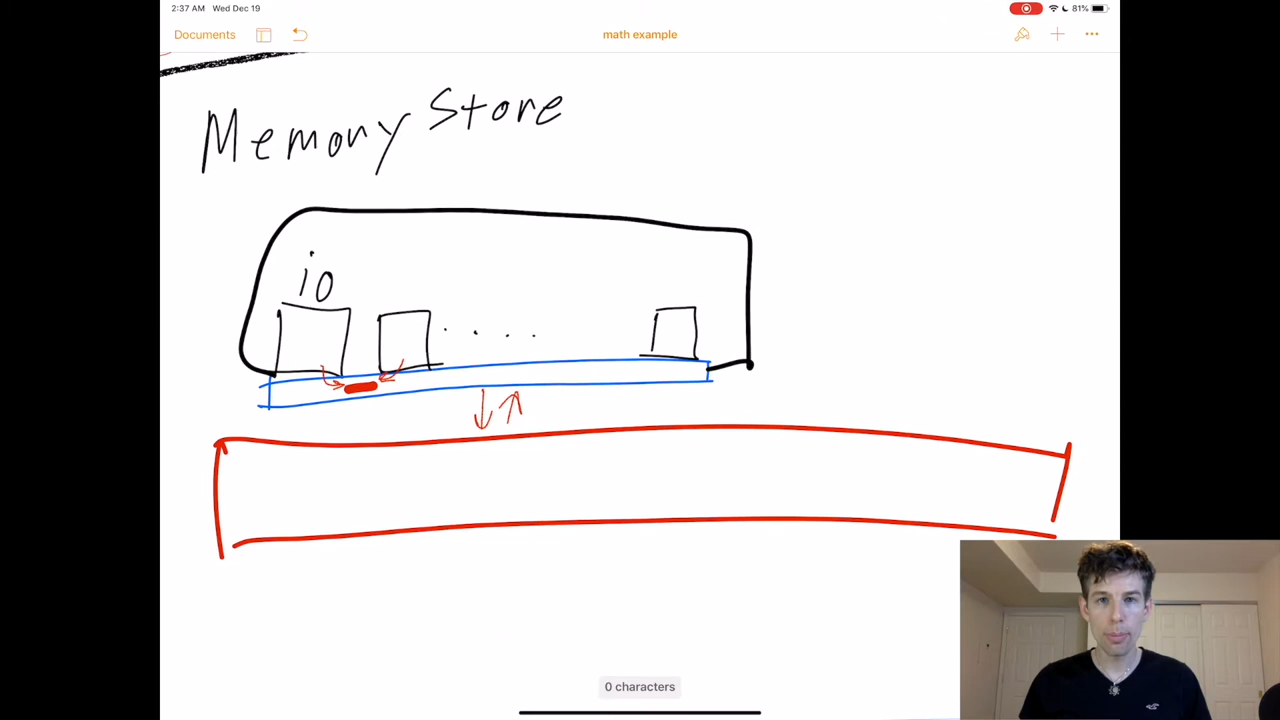 2:37 AM Wed Dec 19
81%
Documents
math example
Memory Store
io
0 characters